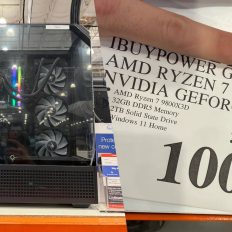 IBUYPOWER G
AMD RYZEN 7
NVIDIA GEFOR
AMD Ryzen 7 9800X3D
32GB DDR5 Memory
2TB Solid State Drive
Windows 11 Home
100